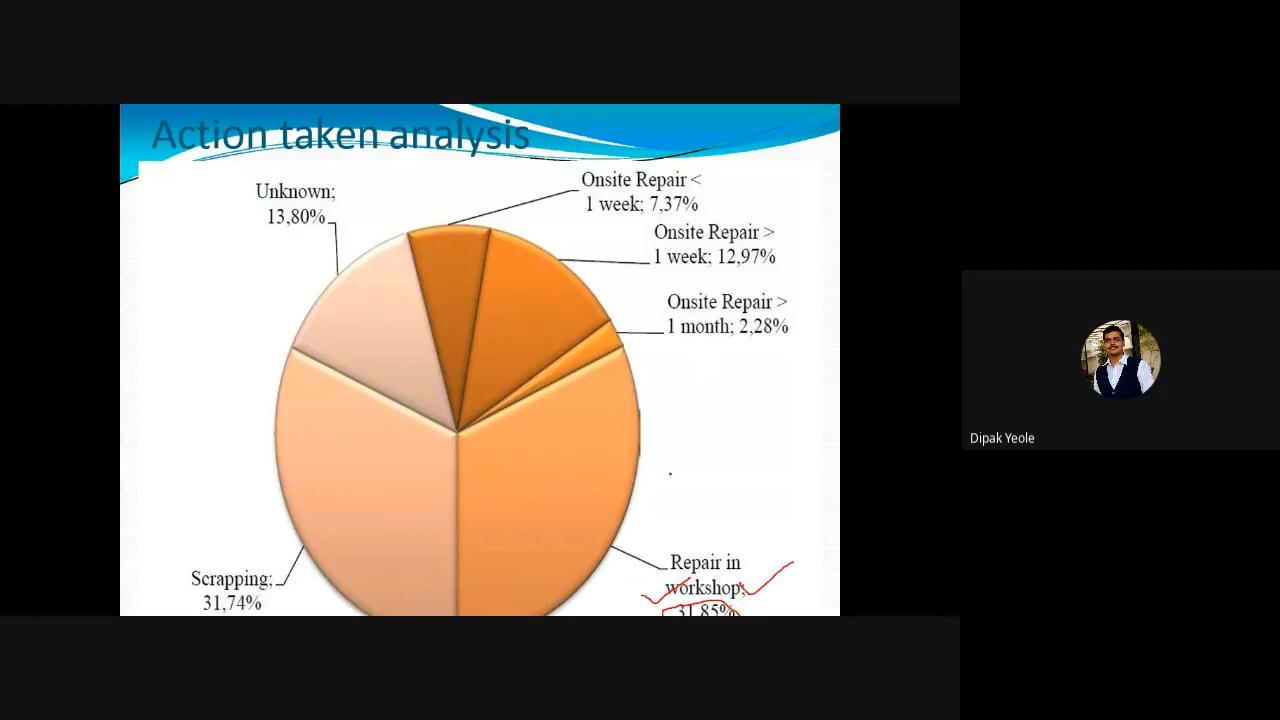 Action taken analysis
Unknown;
13,80%
Onsite Repair <
1 week; 7,37%
Onsite Repair >
1 week; 12,97%
Onsite Repair >
1 month; 2,28%
Scrapping;
31,74%
Repair in
workshop;
31,85%
Dipak Yeole